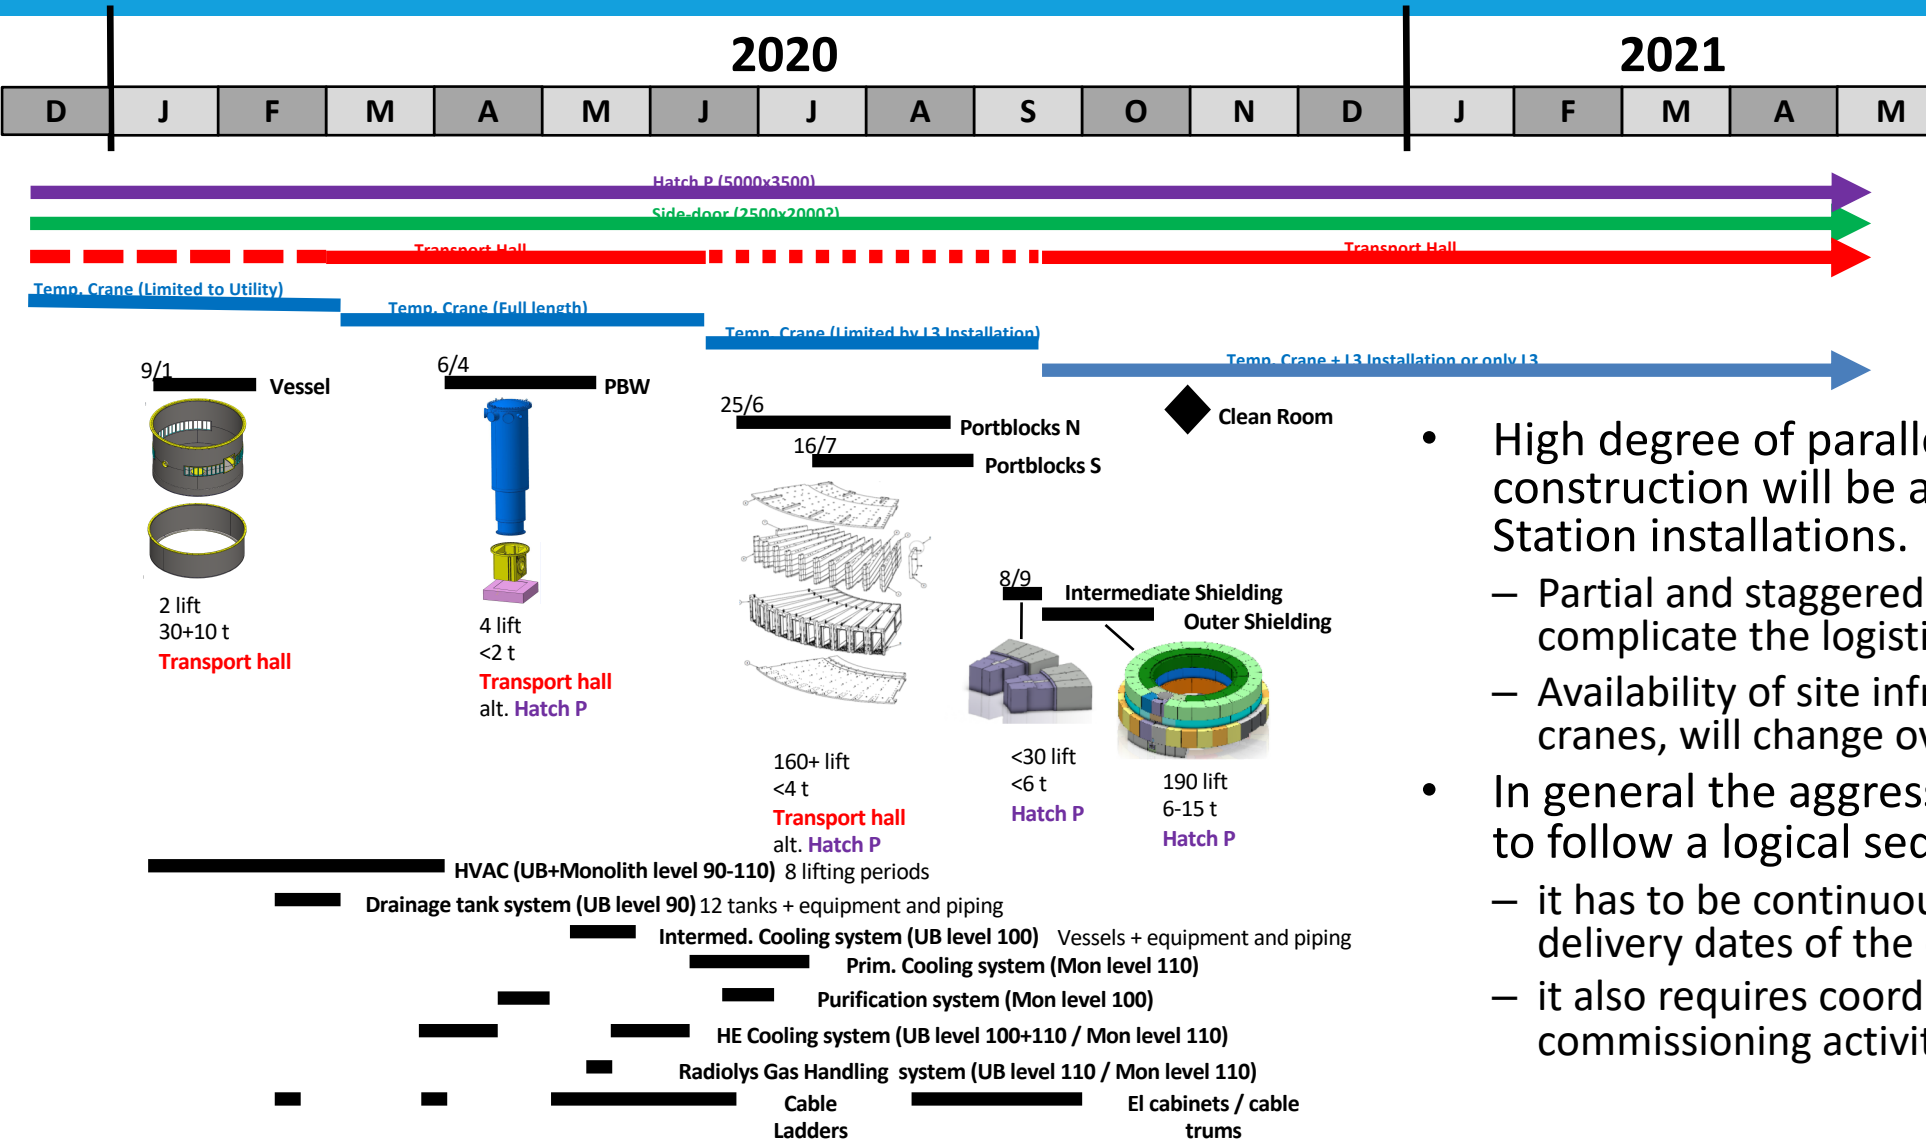 2020
2021
D J F M A M J J A S O N D J F M A M
Hatch P (5000x3500)
Side-door (2500x2000?)
Transport Hall
Transport Hall
Temp. Crane (Limited to Utility)
Temp. Crane (Full length)
Temp. Crane (Limited by L3 Installation)
Temp. Crane + L3 Installation or only L3
9/1
Vessel
2 lift
30+10 t
Transport hall
6/4
PBW
4 lift
<2 t
Transport hall
alt. Hatch P
25/6
Portblocks N
16/7
Portblocks S
160+ lift
<4 t
Transport hall
alt. Hatch P
Clean Room
8/9
Intermediate Shielding
Outer Shielding
<30 lift
<6 t
Hatch P
190 lift
6-15 t
Hatch P
HVAC (UB+Monolith level 90-110) 8 lifting periods
Drainage tank system (UB level 90) 12 tanks + equipment and piping
Intermed. Cooling system (UB level 100) Vessels + equipment and piping
Prim. Cooling system (Mon level 110)
Purification system (Mon level 100)
HE Cooling system (UB level 100+110 / Mon level 110)
Radiolys Gas Handling system (UB level 110 / Mon level 110)
Cable
Ladders
El cabinets / cable
trums
• High degree of paralle
construction will be a
Station installations.
– Partial and staggered
complicate the logisti
– Availability of site infr
cranes, will change ov
• In general the aggress
to follow a logical sec
– it has to be continuou
delivery dates of the
– it also requires coord
commissioning activit